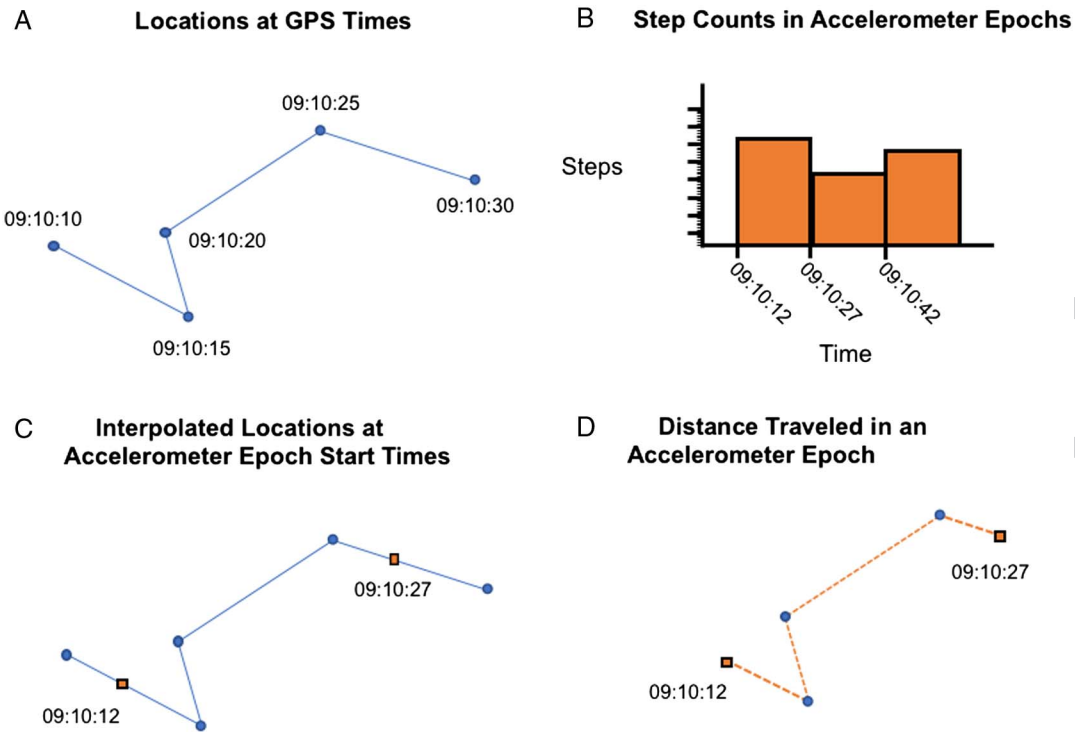 A
Locations at GPS Times
09:10:25
09:10:10
09:10:20
09:10:30
09:10:15
B
Step Counts in Accelerometer Epochs
Steps
09:10:12
09:10:27
09:10:42
Time
C
Interpolated Locations at
Accelerometer Epoch Start Times
09:10:27
09:10:12
D
Distance Traveled in an
Accelerometer Epoch
09:10:27
09:10:12